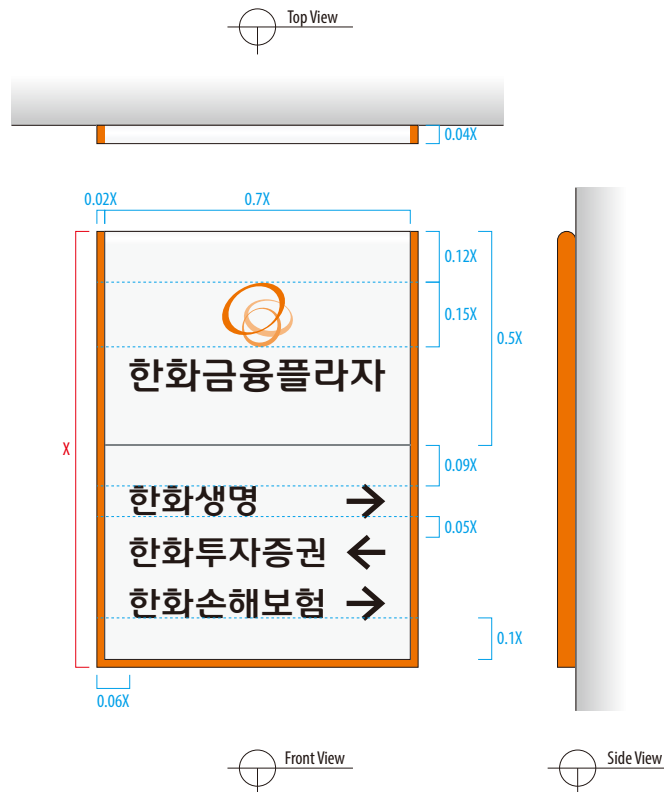 Top View
0.04X
0.02X
0.7X
0.12X
0.15X
0.5X
한화금융플라자
X
0.09X
한화생명 →
0.05X
한화투자증권 ←
한화손해보험 →
0.1X
0.06X
Front View
Side View